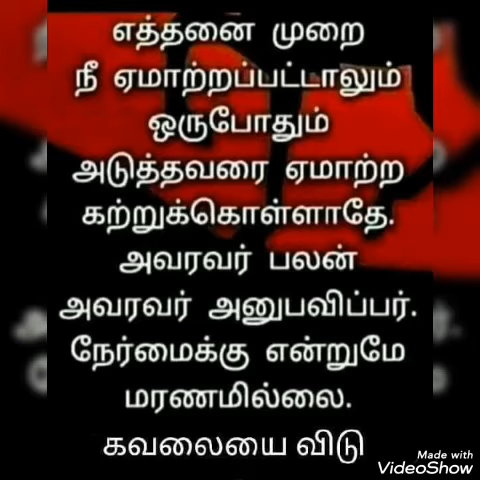 எத்தனை முறை
நீ ஏமாற்றப்பட்டாலும்
ஒருபோதும்
அடுத்தவரை ஏமாற்ற
கற்றுக்கொள்ளாதே.
அவரவர் பலன்
அவரவர் அனுபவிப்பர்.
நேர்மைக்கு என்றுமே
மரணமில்லை.
கவலையை விடு
Made with
VideoShow